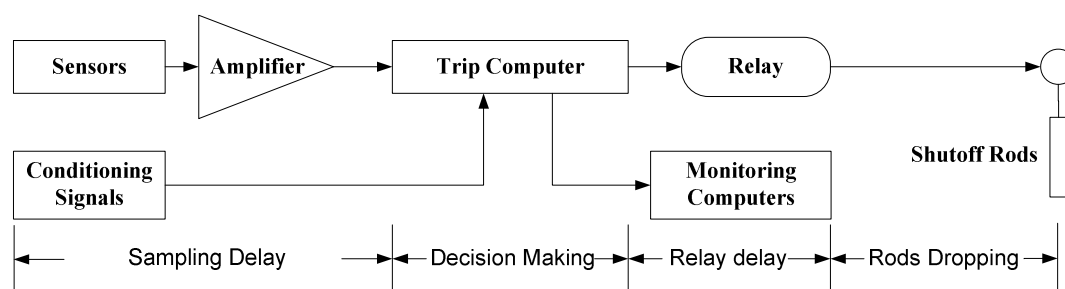 Sensors
Amplifier
Trip Computer
Relay
Conditioning
Signals
Monitoring
Computers
Shutoff Rods
Sampling Delay
Decision Making
Relay delay
Rods Dropping